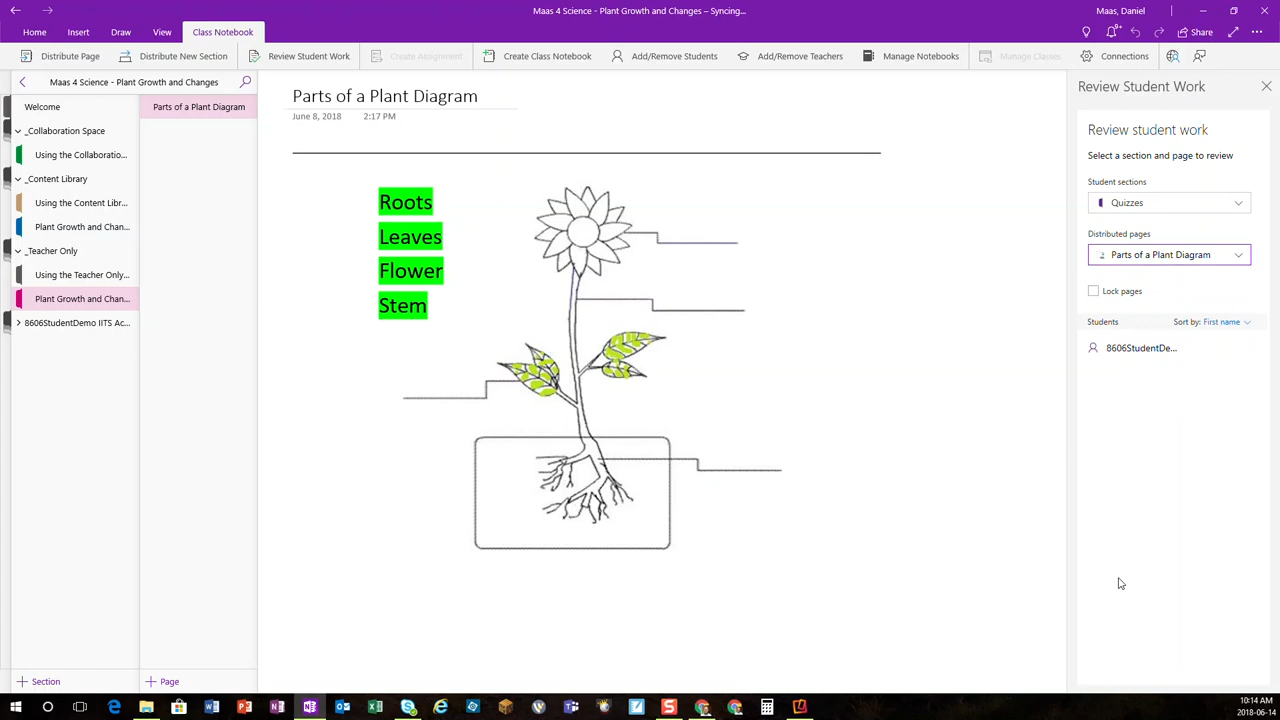 Maas 4 Science - Plant Growth and Changes – Syncing...
Maas, Daniel
Home
Insert
Draw
View
Class Notebook
Share
Distribute Page
Distribute New Section
Review Student Work
Create Assignment
Create Class Notebook
Add/Remove Students
Add/Remove Teachers
Manage Notebooks
Manage Classes
Connections
Maas 4 Science - Plant Growth and Changes
Welcome
_Collaboration Space
Using the Collaboratio...
_Content Library
Using the Content Libr...
Plant Growth and Chan...
_Teacher Only
Using the Teacher Only...
Plant Growth and Chan...
8606StudentDemo IITS Ac...
Section
Parts of a Plant Diagram
Page
Parts of a Plant Diagram
June 8, 2018
2:17 PM
Roots
Leaves
Flower
Stem
Review Student Work
Review student work
Select a section and page to review
Student sections
Quizzes
Distributed pages
Parts of a Plant Diagram
Lock pages
Students
Sort by: First name
8606StudentDe...
10:14 AM
2018-06-14